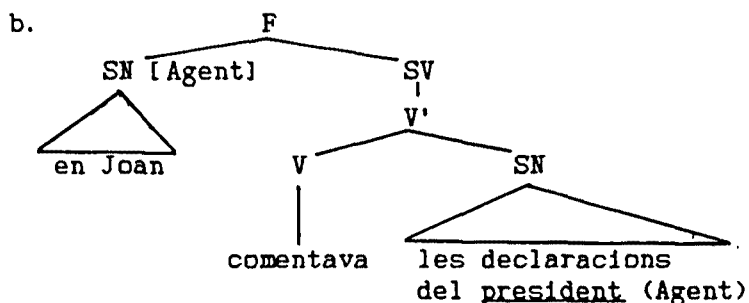 b. F
SN [Agent] SV
V'
en Joan V SN
comentava les declaracions
del president (Agent)